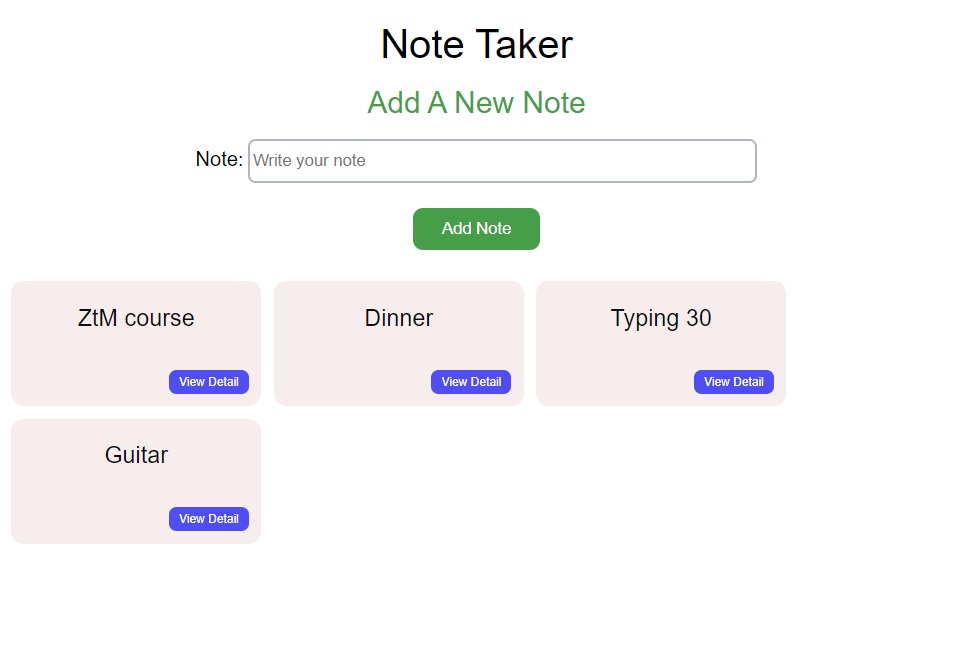 Note Taker
Add A New Note
Note: Write your note
Add Note
ZtM course
View Detail
Dinner
View Detail
Typing 30
View Detail
Guitar
View Detail